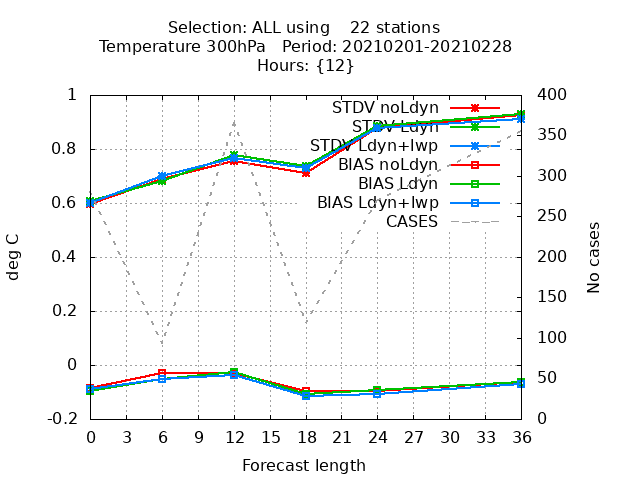 Selection: ALL using    22 stations
Temperature 300hPa   Period: 20210201-20210228
Hours: {12}
1
0.8
0.6
0.4
0.2
0
-0.2
deg C
STDV noLdyn
STDV Ldyn
STDV Ldyn+lwp
BIAS noLdyn
BIAS Ldyn
BIAS Ldyn+lwp
CASES
400
350
300
250
200
150
100
50
0
No cases
0 3 6 9 12 15 18 21 24 27 30 33 36
Forecast length